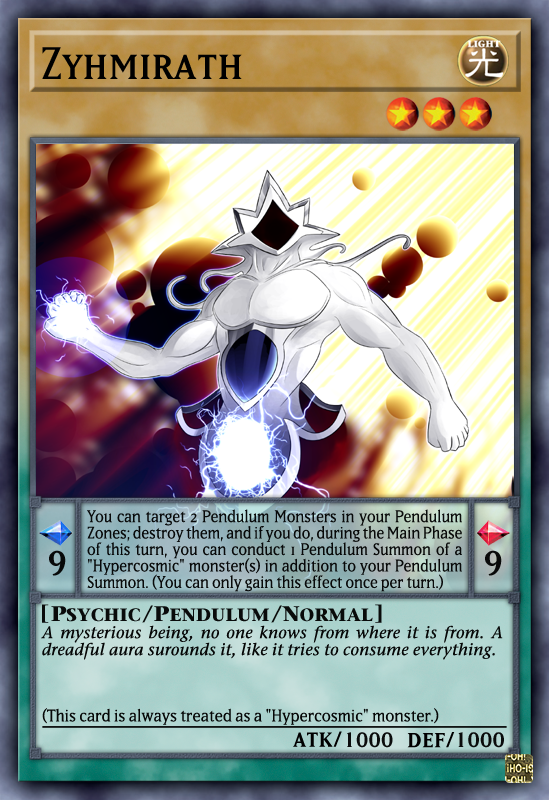 Zyhmirath
LIGHT
光
You can target 2 Pendulum Monsters in your Pendulum
Zones; destroy them, and if you do, during the Main Phase
of this turn, you can conduct 1 Pendulum Summon of a
"Hypercosmic" monster(s) in addition to your Pendulum
Summon. (You can only gain this effect once per turn.)
9
9
[Psychic/Pendulum/Normal]
A mysterious being, no one knows from where it is from. A
dreadful aura surounds it, like it tries to consume everything.
(This card is always treated as a "Hypercosmic" monster.)
ATK/1000 DEF/1000